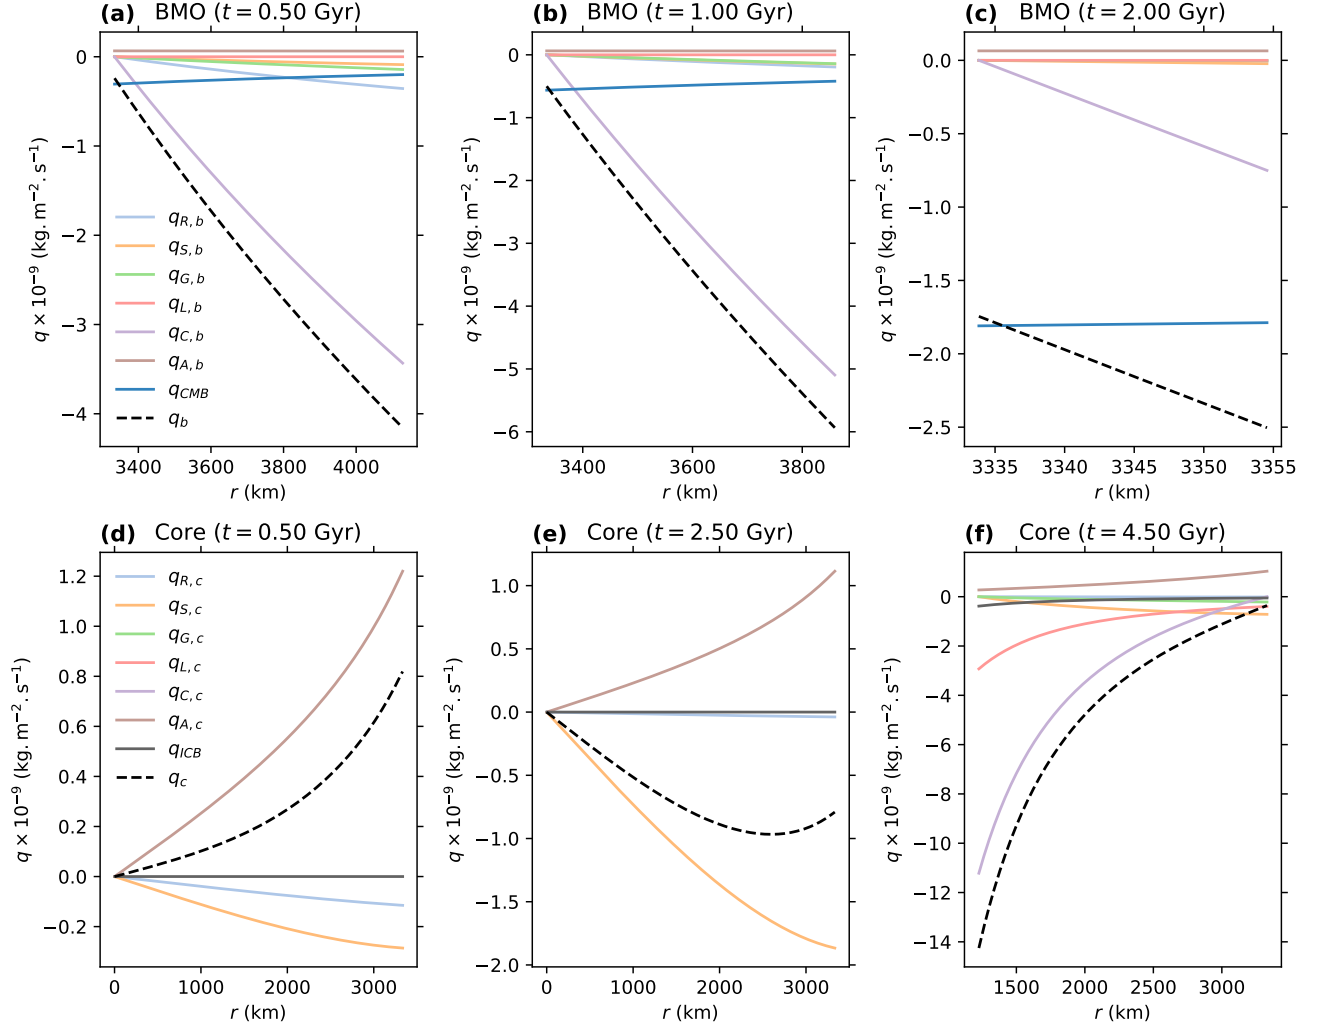 (a) BMO (t = 0.50 Gyr)
0
−1
−2
−3
−4
q × 10⁻⁹ (kg. m⁻². s⁻¹)
q_{R, b}
q_{S, b}
q_{G, b}
q_{L, b}
q_{C, b}
q_{A, b}
q_{CMB}
q_b
3400 3600 3800 4000
r (km)
(b) BMO (t = 1.00 Gyr)
0
−1
−2
−3
−4
−5
−6
q × 10⁻⁹ (kg. m⁻². s⁻¹)
3400 3600 3800
r (km)
(c) BMO (t = 2.00 Gyr)
0.0
−0.5
−1.0
−1.5
−2.0
−2.5
q × 10⁻⁹ (kg. m⁻². s⁻¹)
3335 3340 3345 3350 3355
r (km)
(d) Core (t = 0.50 Gyr)
1.2
1.0
0.8
0.6
0.4
0.2
0.0
−0.2
q × 10⁻⁹ (kg. m⁻². s⁻¹)
q_{R, c}
q_{S, c}
q_{G, c}
q_{L, c}
q_{C, c}
q_{A, c}
q_{ICB}
q_c
0 1000 2000 3000
r (km)
(e) Core (t = 2.50 Gyr)
1.0
0.5
0.0
−0.5
−1.0
−1.5
−2.0
q × 10⁻⁹ (kg. m⁻². s⁻¹)
0 1000 2000 3000
r (km)
(f) Core (t = 4.50 Gyr)
0
−2
−4
−6
−8
−10
−12
−14
q × 10⁻⁹ (kg. m⁻². s⁻¹)
1500 2000 2500 3000
r (km)